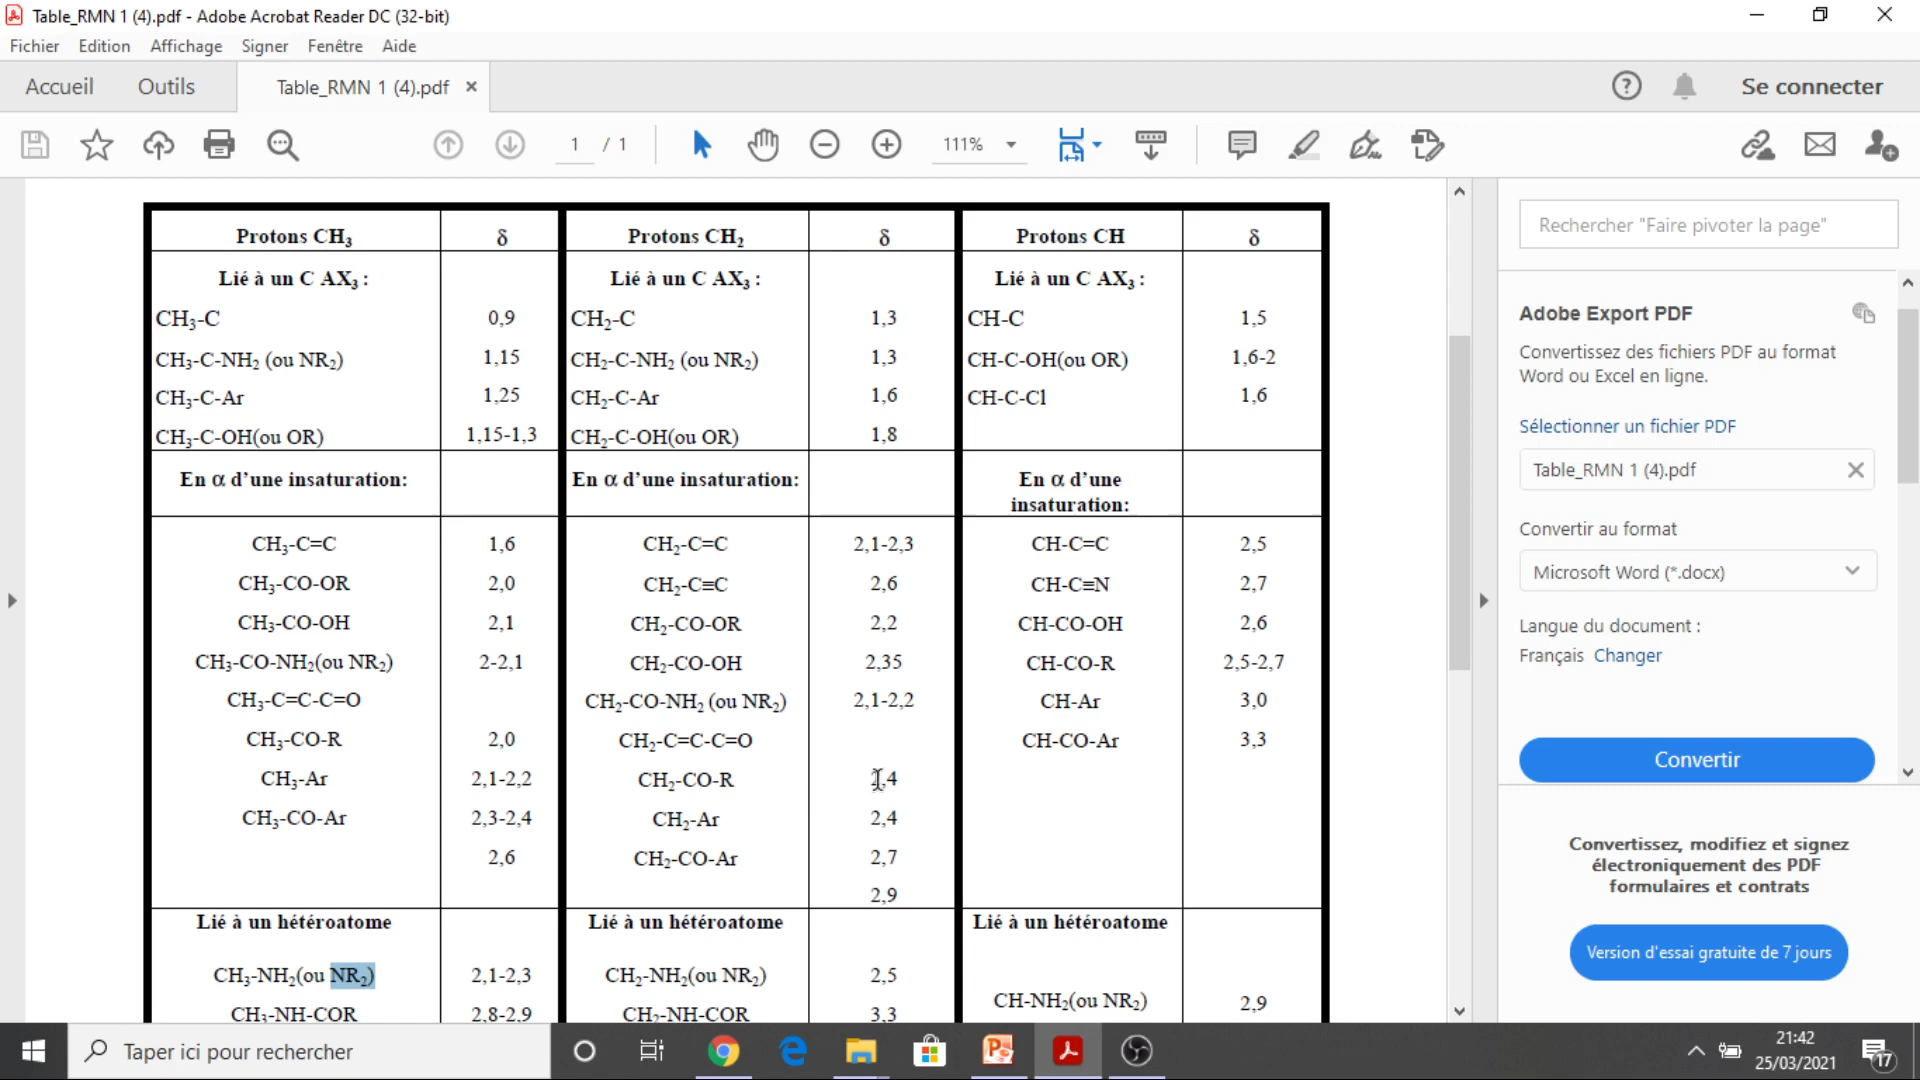 Table_RMN 1 (4).pdf - Adobe Acrobat Reader DC (32-bit)
Fichier Edition Affichage Signer Fenêtre Aide
Accueil Outils Table_RMN 1 (4).pdf × Se connecter
1 / 1 111%
Protons CH₃ δ Protons CH₂ δ Protons CH δ
Lié à un C AX₃ : Lié à un C AX₃ : Lié à un C AX₃ :
CH₃-C 0,9 CH₂-C 1,3 CH-C 1,5
CH₃-C-NH₂ (ou NR₂) 1,15 CH₂-C-NH₂ (ou NR₂) 1,3 CH-C-OH(ou OR) 1,6-2
CH₃-C-Ar 1,25 CH₂-C-Ar 1,6 CH-C-Cl 1,6
CH₃-C-OH(ou OR) 1,15-1,3 CH₂-C-OH(ou OR) 1,8
En α d’une insaturation: En α d’une insaturation: En α d’une
insaturation:
CH₃-C=C 1,6 CH₂-C=C 2,1-2,3 CH-C=C 2,5
CH₃-CO-OR 2,0 CH₂-C≡C 2,6 CH-C≡N 2,7
CH₃-CO-OH 2,1 CH₂-CO-OR 2,2 CH-CO-OH 2,6
CH₃-CO-NH₂(ou NR₂) 2-2,1 CH₂-CO-OH 2,35 CH-CO-R 2,5-2,7
CH₃-C=C-C=O CH₂-CO-NH₂ (ou NR₂) 2,1-2,2 CH-Ar 3,0
CH₃-CO-R 2,0 CH₂-C=C-C=O CH-CO-Ar 3,3
CH₃-Ar 2,1-2,2 CH₂-CO-R 2,4
CH₃-CO-Ar 2,3-2,4 CH₂-Ar 2,4
2,6 CH₂-CO-Ar 2,7
2,9
Lié à un hétéroatome Lié à un hétéroatome Lié à un hétéroatome
CH₃-NH₂(ou NR₂) 2,1-2,3 CH₂-NH₂(ou NR₂) 2,5
CH-NH₂(ou NR₂) 2,9
CH₃-NH-COR 2,8-2,9 CH₂-NH-COR 3,3
Rechercher "Faire pivoter la page"
Adobe Export PDF
Convertissez des fichiers PDF au format
Word ou Excel en ligne.
Sélectionner un fichier PDF
Table_RMN 1 (4).pdf
Convertir au format
Microsoft Word (*.docx)
Langue du document :
Français Changer
Convertir
Convertissez, modifiez et signez
électroniquement des PDF
formulaires et contrats
Version d'essai gratuite de 7 jours
Taper ici pour rechercher
21:42
25/03/2021
17